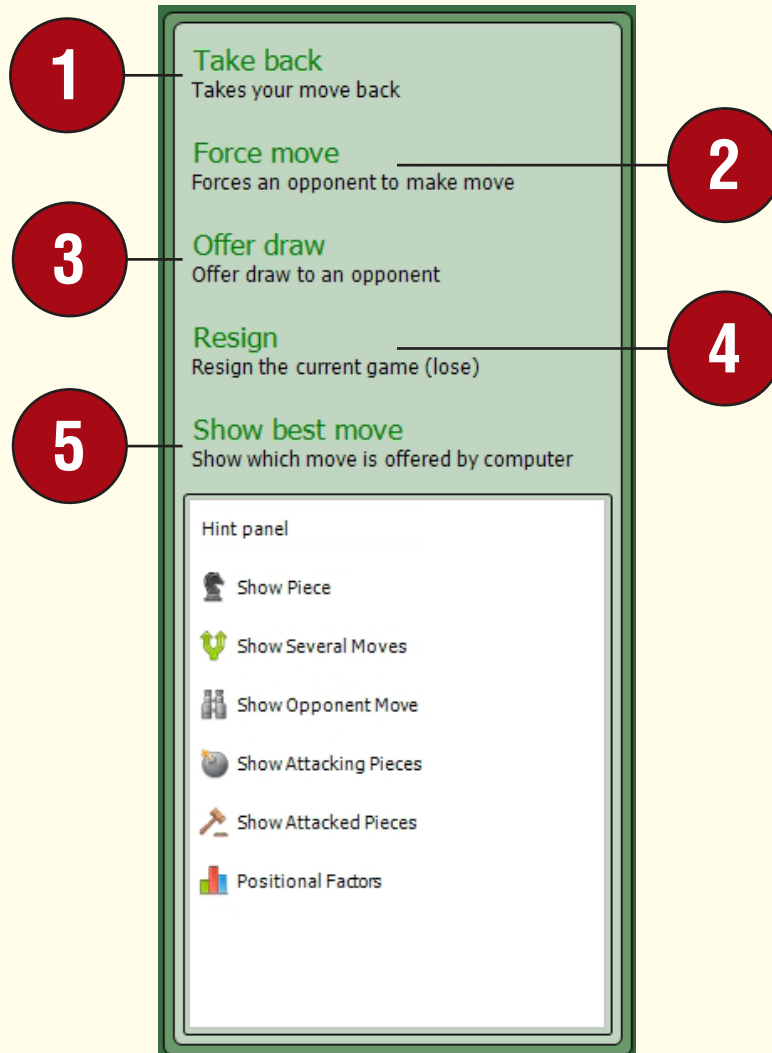 1
Take back
Takes your move back
Force move
Forces an opponent to make move
2
3
Offer draw
Offer draw to an opponent
Resign
Resign the current game (lose)
4
5
Show best move
Show which move is offered by computer
Hint panel
Show Piece
Show Several Moves
Show Opponent Move
Show Attacking Pieces
Show Attacked Pieces
Positional Factors